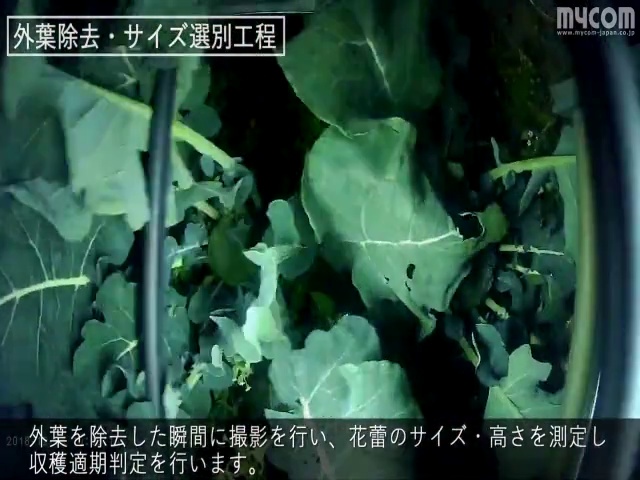 外葉除去・サイズ選別工程
mycom
www.mycom-japan.co.jp
2018
外葉を除去した瞬間に撮影を行い、花蕾のサイズ・高さを測定し
収穫適期判定を行います。